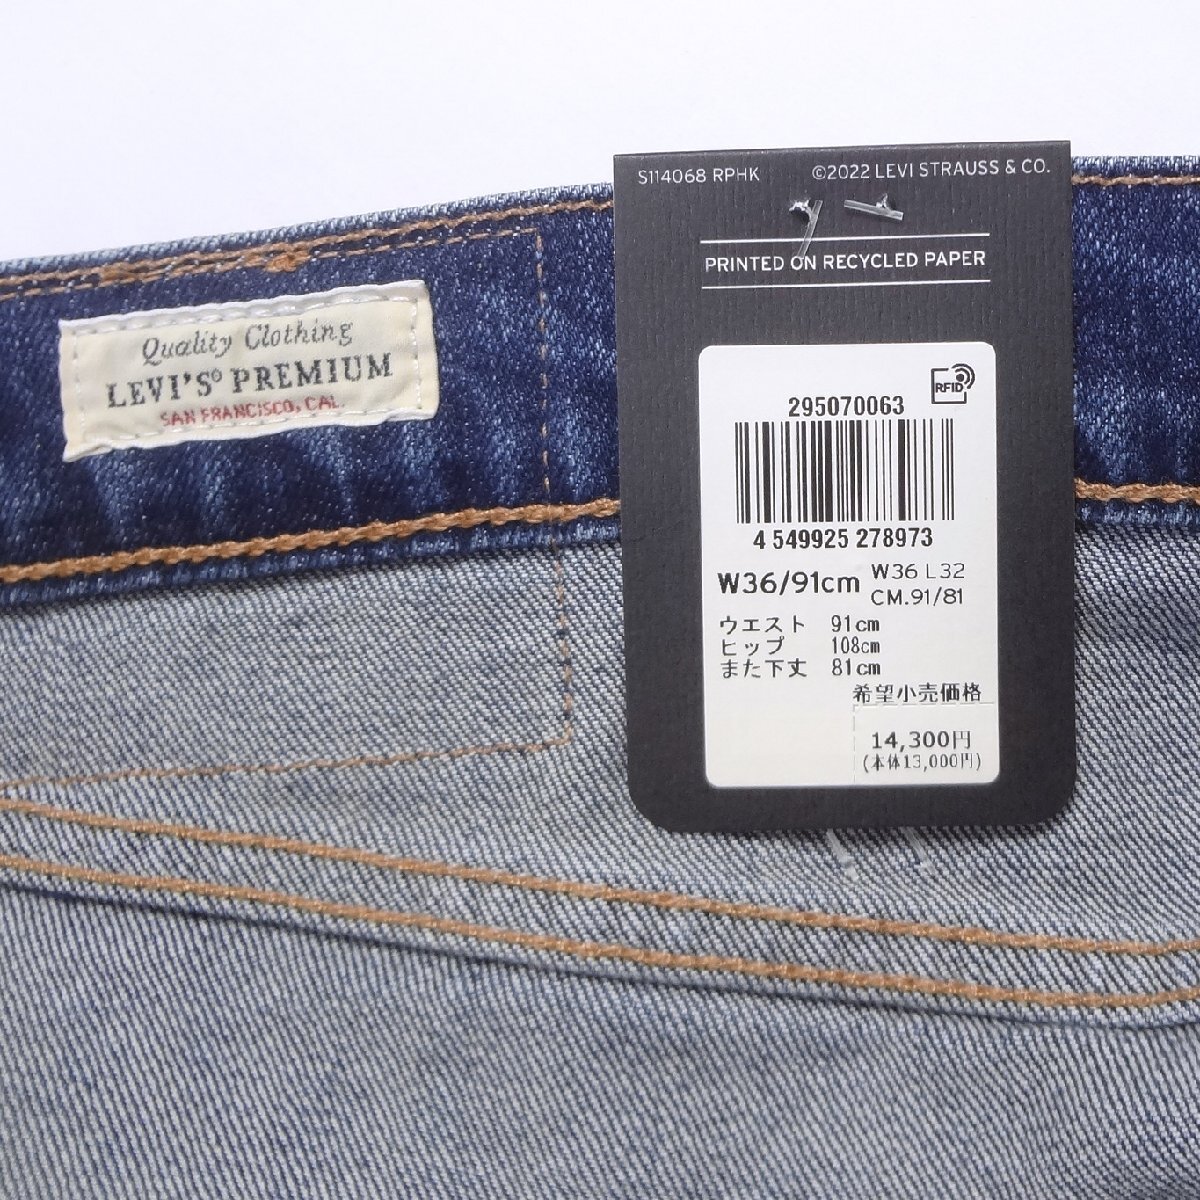 Quality Clothing
LEVI'S® PREMIUM
SAN FRANCISCO, CAL.
S114068 RPHK ©2022 LEVI STRAUSS & CO.
PRINTED ON RECYCLED PAPER
RFID
295070063
4 549925 278973
W36/91cm W36 L32
CM.91/81
ウエスト 91cm
ヒップ 108cm
また下丈 81cm
希望小売価格
14,300円
(本体13,000円)